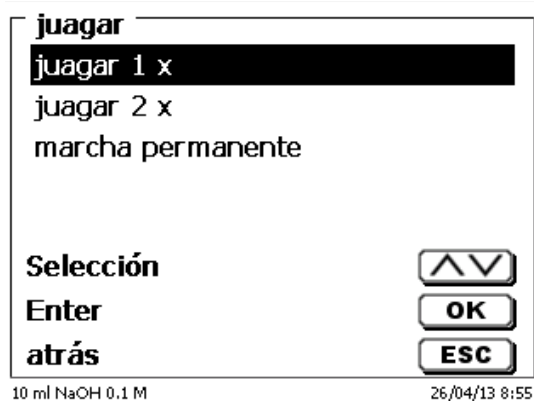 juagar
juagar 1 x
juagar 2 x
marcha permanente
Selección
Enter OK
atrás ESC
10 ml NaOH 0.1 M 26/04/13 8:55